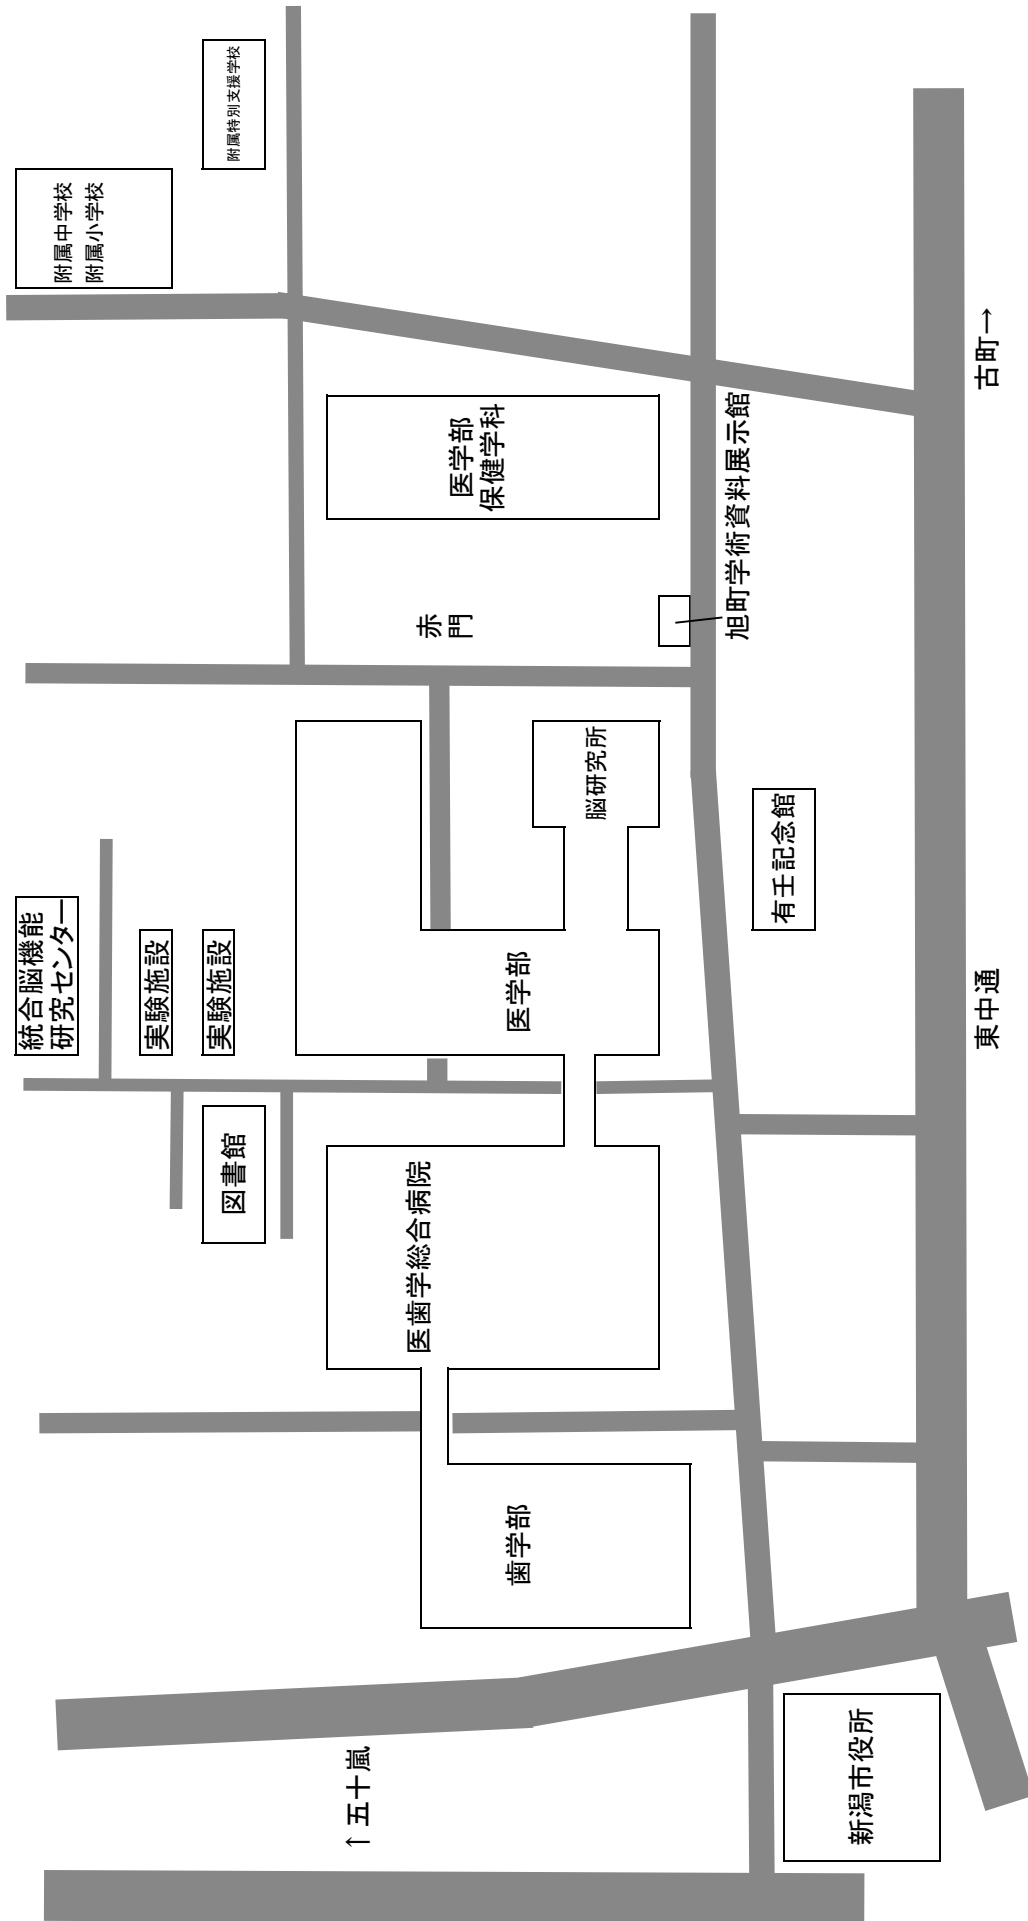 附属中学校
附属小学校
附属特別支援学校
医学部
保健学科
赤
門
旭町学術資料展示館
古町→
統合脳機能
研究センター
実験施設
実験施設
脳研究所
有壬記念館
医学部
図書館
医歯学総合病院
東中通
歯学部
↑五十嵐
新潟市役所